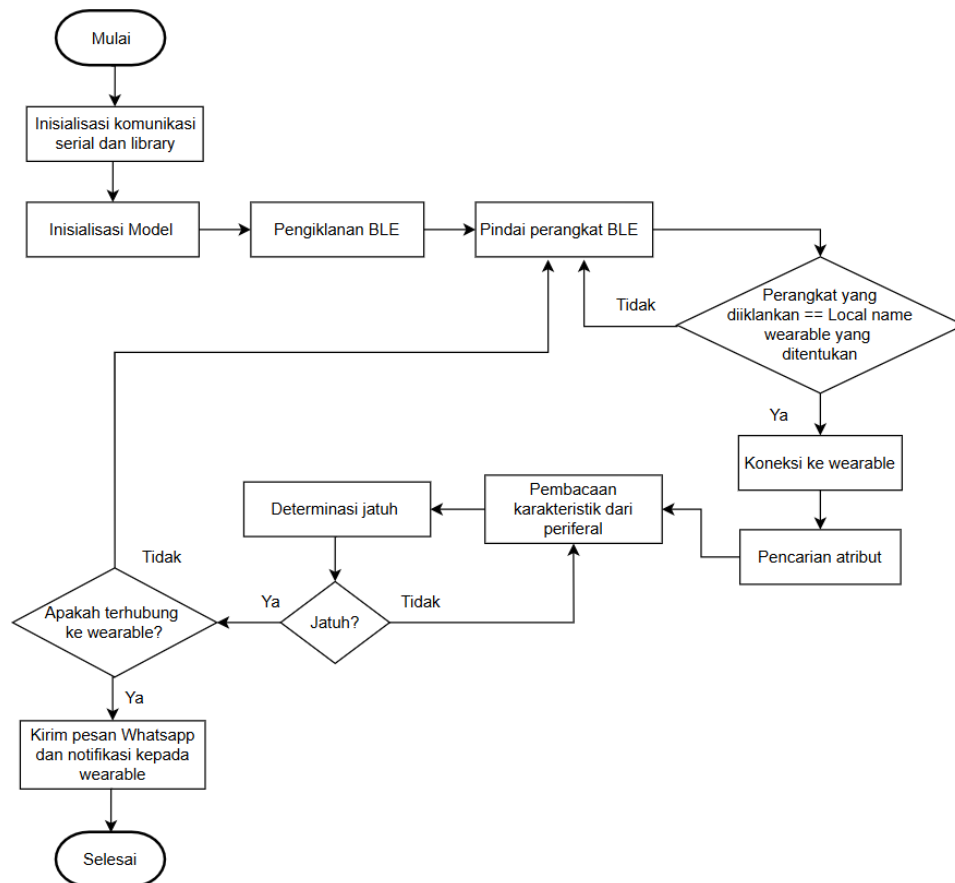 Mulai
Inisialisasi komunikasi
serial dan library
Inisialisasi Model
Pengiklanan BLE
Pindai perangkat BLE
Perangkat yang
diiklankan == Local name
wearable yang
ditentukan
Tidak
Ya
Koneksi ke wearable
Pencarian atribut
Pembacaan
karakteristik dari
periferal
Determinasi jatuh
Jatuh?
Tidak
Ya
Apakah terhubung
ke wearable?
Tidak
Ya
Kirim pesan Whatsapp
dan notifikasi kepada
wearable
Selesai